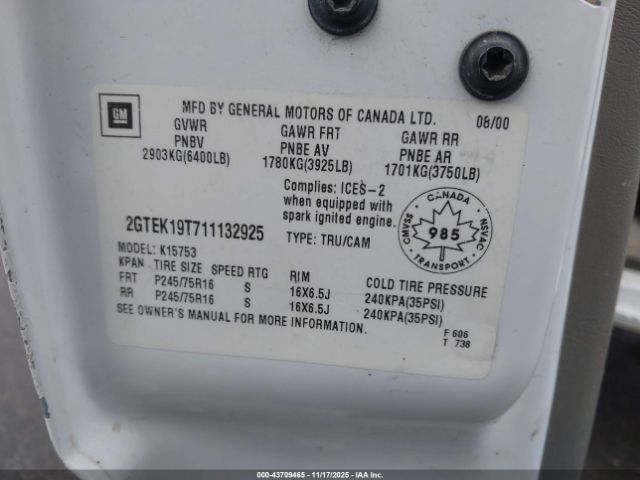 GM
MFD BY GENERAL MOTORS OF CANADA LTD. 08/00
GVWR GAWR FRT GAWR RR
PNBV PNBE AV PNBE AR
2903KG(6400LB) 1780KG(3925LB) 1701KG(3750LB)
Complies: ICES-2
when equipped with
spark ignited engine.
CANADA
CMVSS 985 NSVAC
TRANSPORT
2GTEK19T711132925 TYPE: TRU/CAM
MODEL: K15753
KPAN TIRE SIZE SPEED RTG RIM COLD TIRE PRESSURE
FRT P245/75R16 S 16X6.5J 240KPA(35PSI)
RR P245/75R16 S 16X6.5J 240KPA(35PSI)
SEE OWNER'S MANUAL FOR MORE INFORMATION.
F 606
T 738
000-43709465 - 11/17/2025 - IAAI.COM